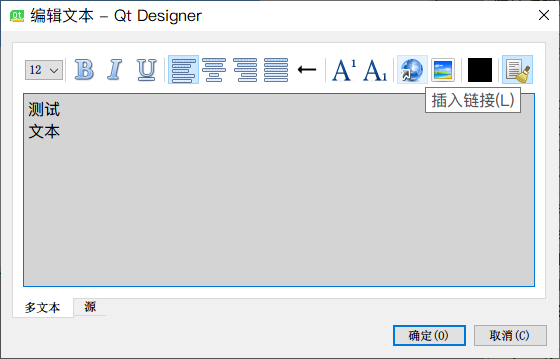 编辑文本 - Qt Designer
12 B I U A¹ A₁
插入链接(L)
测试
文本
多文本 源
确定(O) 取消(C)